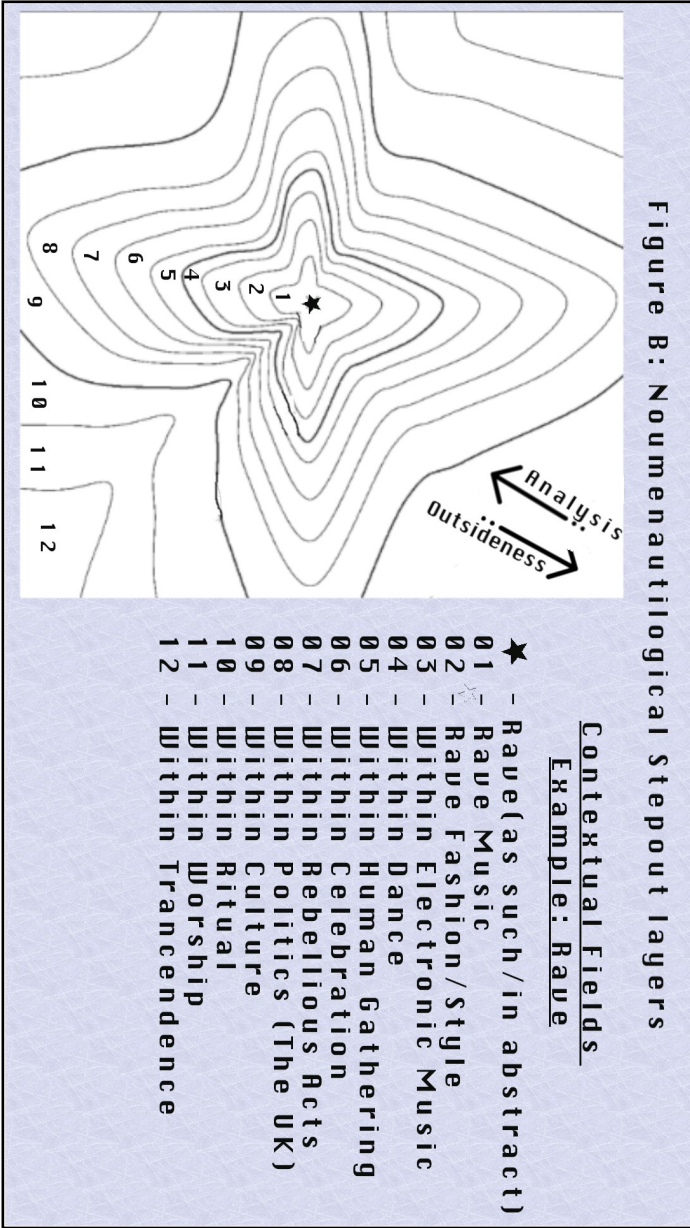 Figure B: Noumenautilogical Stepout layers
Analysis
Outsideness
1
2
3
4
5
6
7
8
9
10
11
12
Contextual Fields
Example: Rave
★ - Rave(as such/in abstract)
01 - Rave Music
02 - Rave Fashion/Style
03 - Within Electronic Music
04 - Within Dance
05 - Within Human Gathering
06 - Within Celebration
07 - Within Rebellious Acts
08 - Within Politics (The UK)
09 - Within Culture
10 - Within Ritual
11 - Within Worship
12 - Within Trancendence